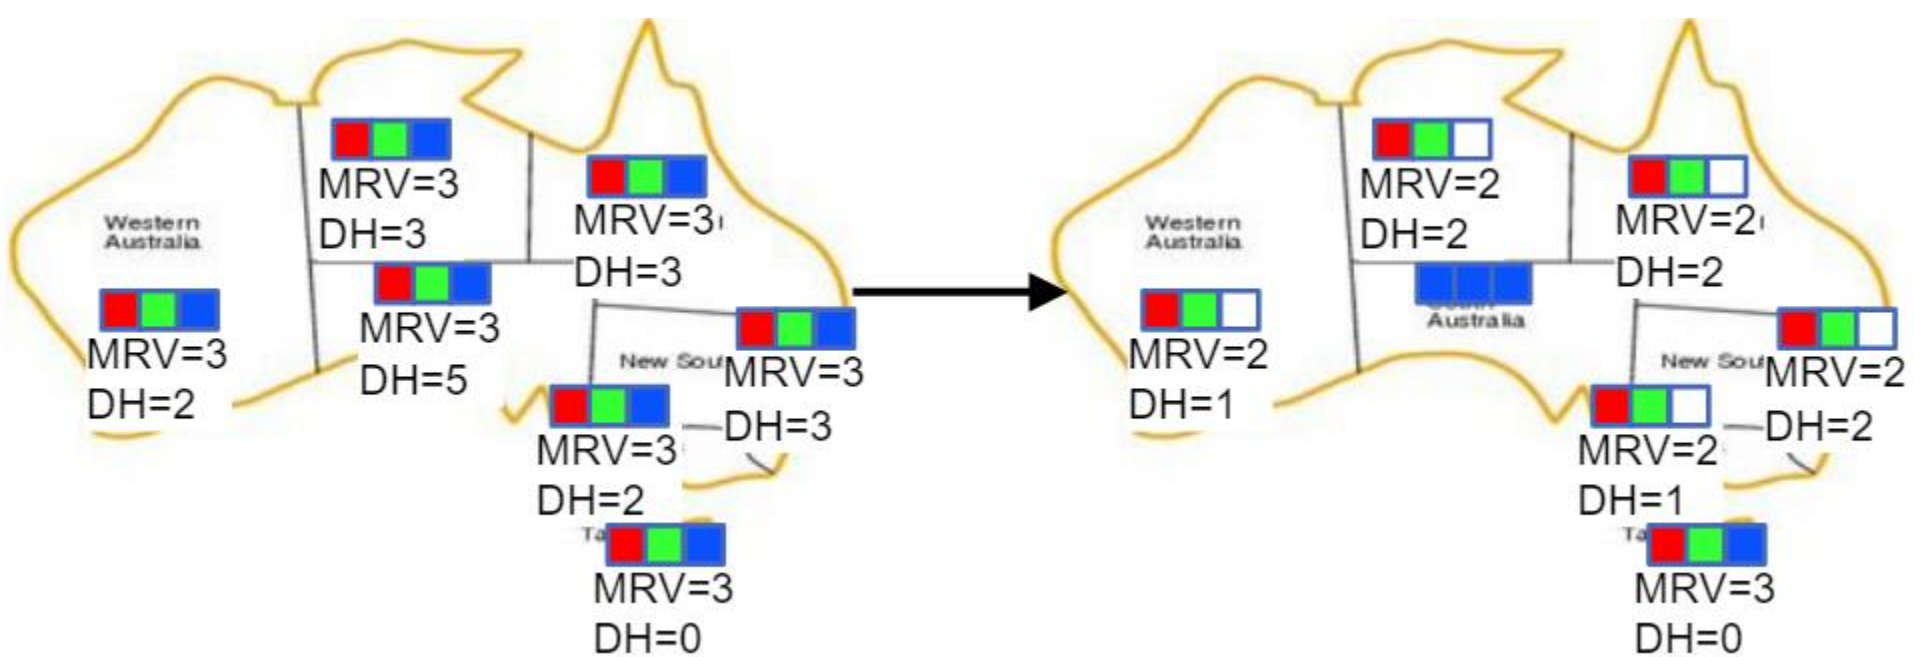 MRV=3
DH=3
MRV=3
DH=3
Western
Australia
MRV=3
DH=2
MRV=3
DH=5
New Sou
MRV=3
DH=3
MRV=3
DH=2
Ta
MRV=3
DH=0
MRV=2
DH=2
MRV=2
DH=2
Western
Australia
MRV=2
DH=1
Australia
New Sou
MRV=2
DH=2
MRV=2
DH=1
Ta
MRV=3
DH=0